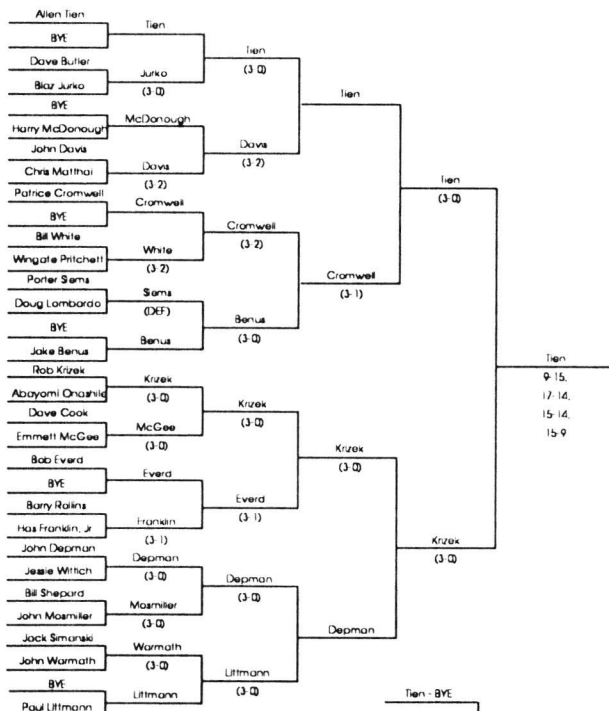 Allen Tien
BYE
Dave Butler
Blaz Jurko
BYE
Harry McDonough
John Davis
Chris Matthai
Patrice Cromwell
BYE
Bill White
Wingate Pritchett
Porter Siems
Doug Lombardo
BYE
Jake Benus
Rob Krizek
Abayomi Onashile
Dave Cook
Emmett McGee
Bob Everd
BYE
Barry Rollins
Has Franklin, Jr
John Depman
Jessie Wittich
Bill Shepard
John Mosmiller
Jack Simanski
John Warmath
BYE
Paul Littmann
Tien
Jurko
(3-0)
McDonough
Davis
(3-2)
Cromwell
White
(3-2)
Siems
(DEF)
Benus
Krizek
(3-0)
McGee
(3-0)
Everd
Franklin
(3-1)
Depman
(3-0)
Mosmiller
(3-0)
Warmath
(3-0)
Littmann
Tien
(3-0)
Davis
(3-2)
Cromwell
(3-2)
Benus
(3-0)
Krizek
(3-0)
Everd
(3-1)
Depman
(3-0)
Littmann
(3-0)
Tien
Cromwell
(3-1)
Krizek
(3-0)
Depman
Tien
(3-0)
Krizek
(3-0)
Tien
9-15,
17-14,
15-14,
15-9
Tien - BYE